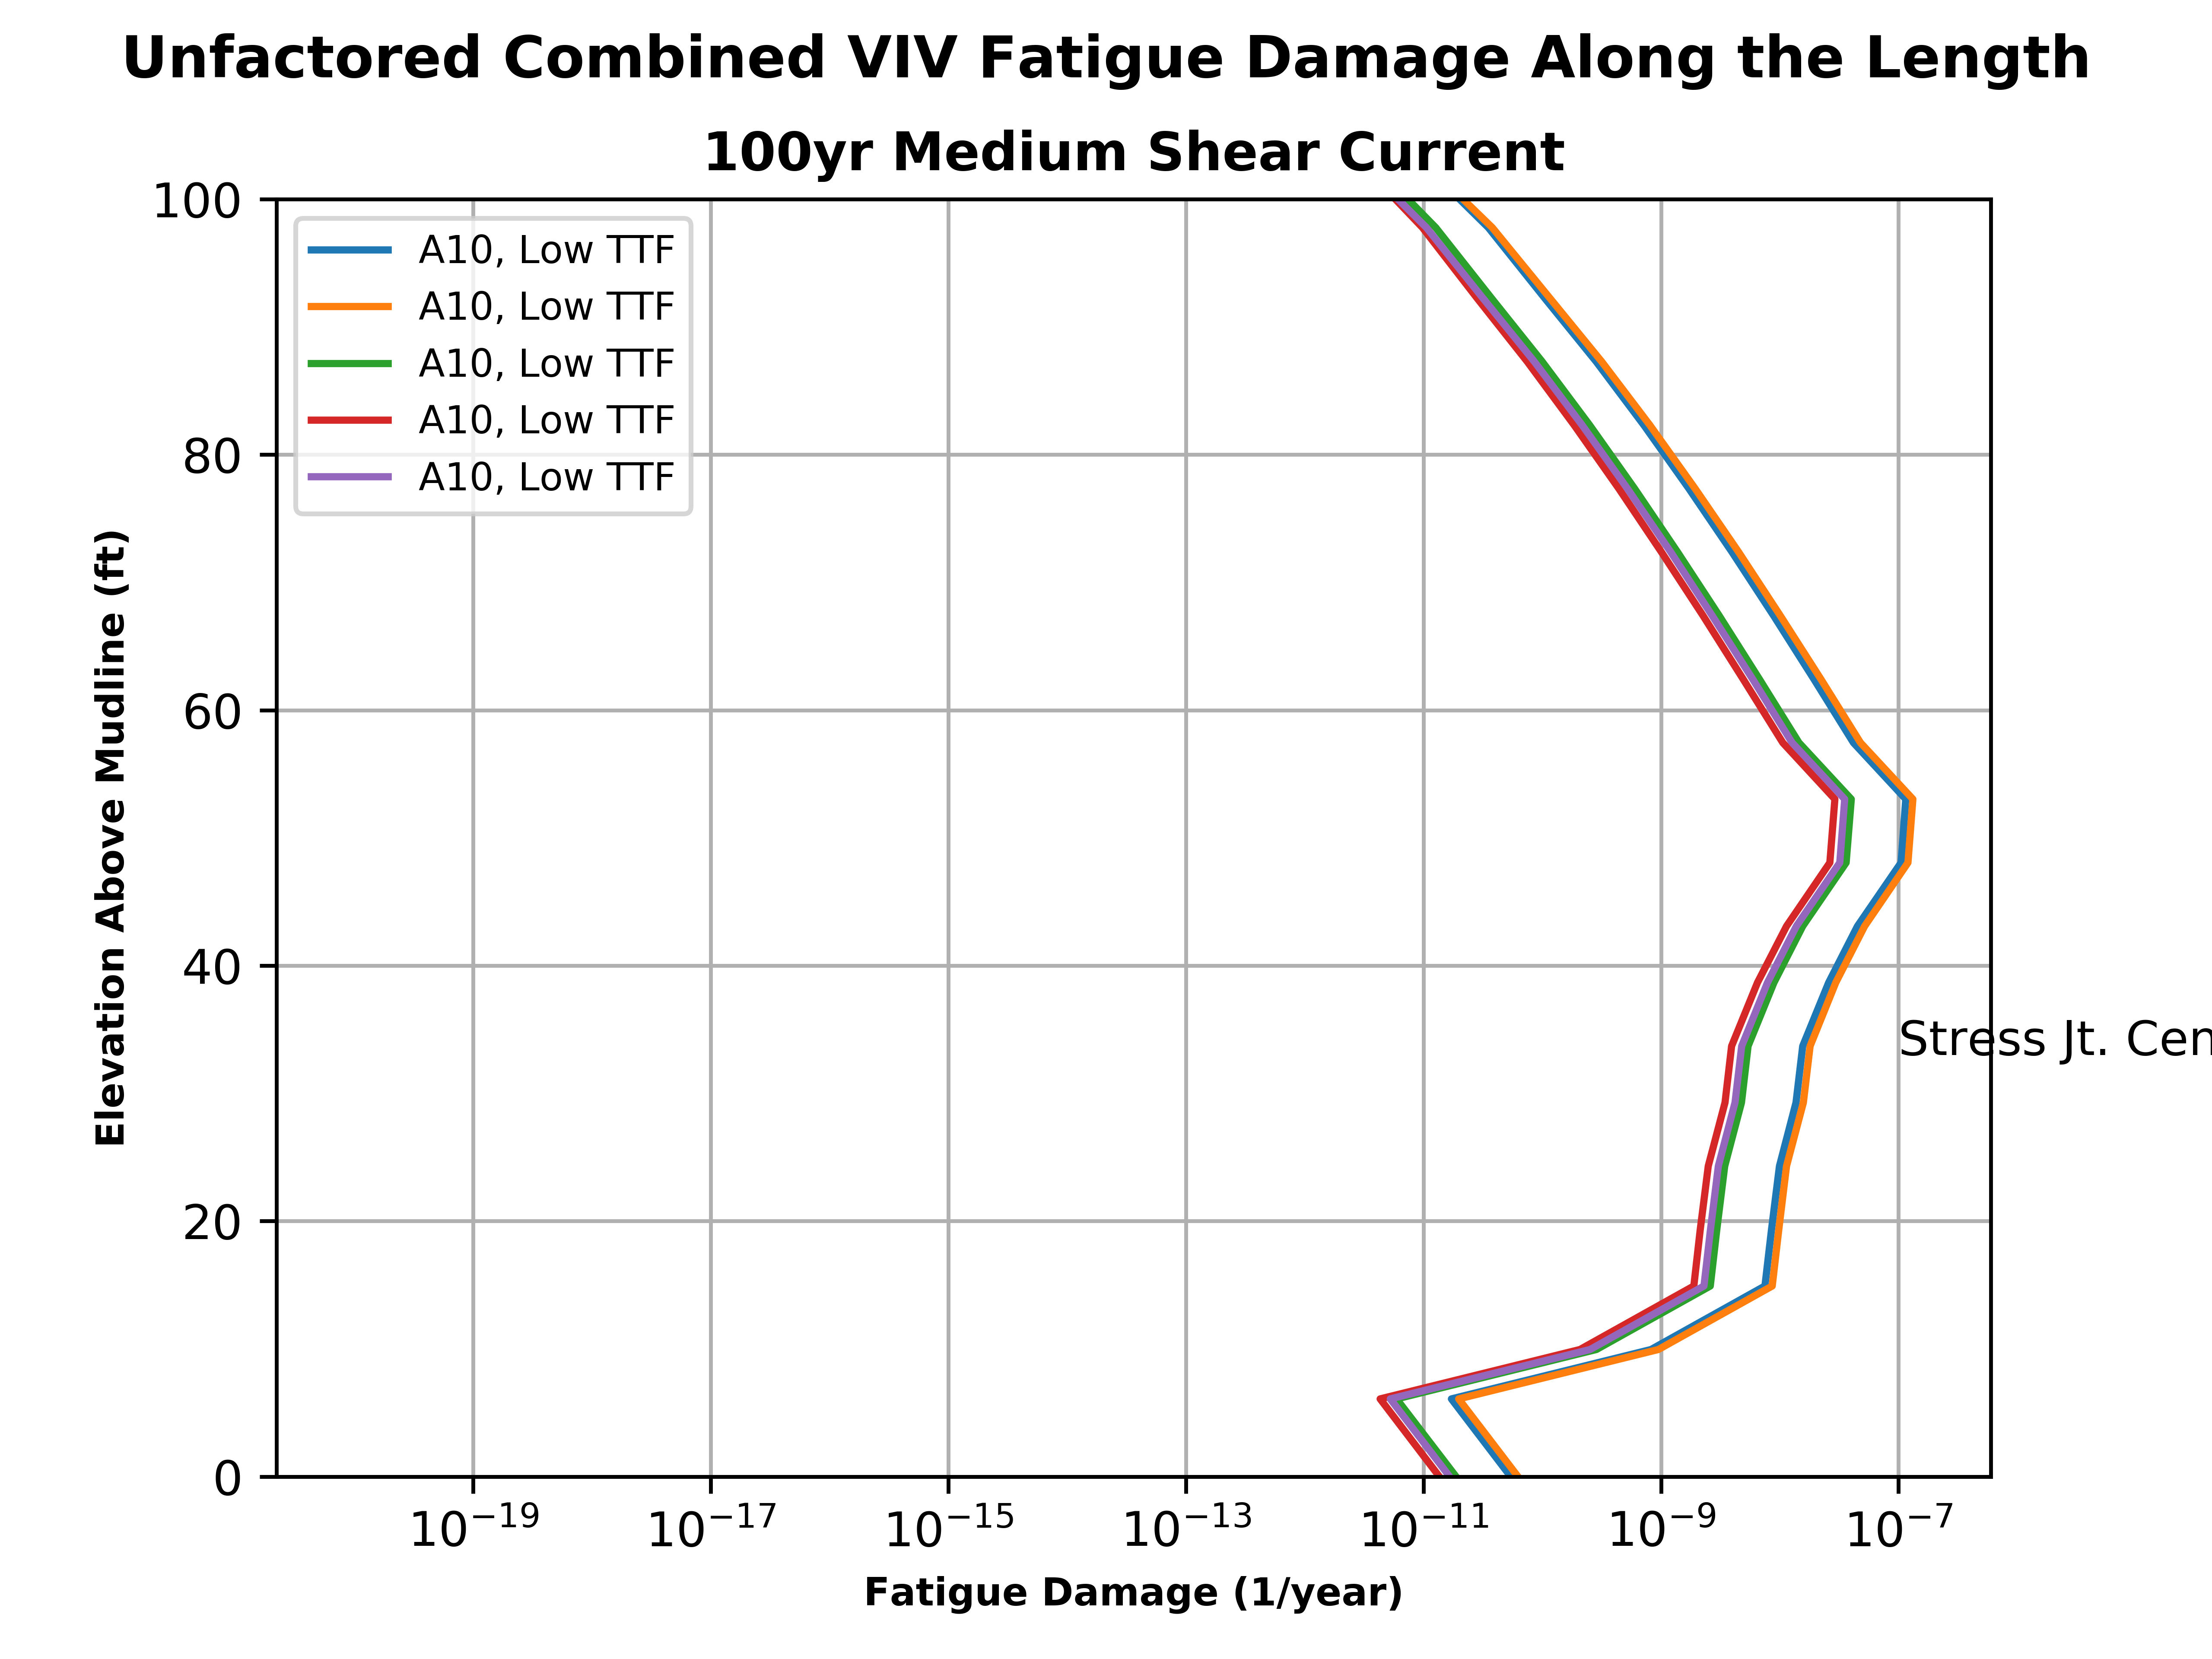 Unfactored Combined VIV Fatigue Damage Along the Length
100yr Medium Shear Current
100
80
60
40
20
0
Elevation Above Mudline (ft)
A10, Low TTF
A10, Low TTF
A10, Low TTF
A10, Low TTF
A10, Low TTF
Stress Jt. Cen
10⁻¹⁹ 10⁻¹⁷ 10⁻¹⁵ 10⁻¹³ 10⁻¹¹ 10⁻⁹ 10⁻⁷
Fatigue Damage (1/year)